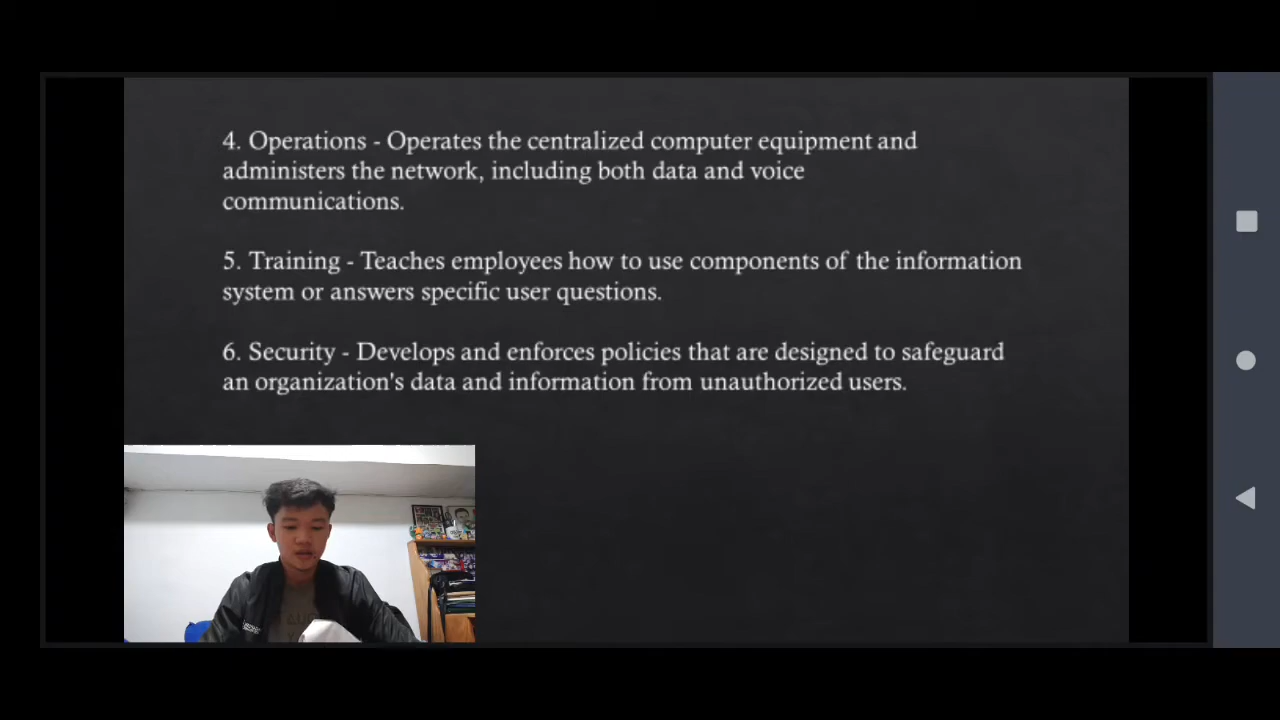 4. Operations - Operates the centralized computer equipment and
administers the network, including both data and voice
communications.
5. Training - Teaches employees how to use components of the information
system or answers specific user questions.
6. Security - Develops and enforces policies that are designed to safeguard
an organization's data and information from unauthorized users.